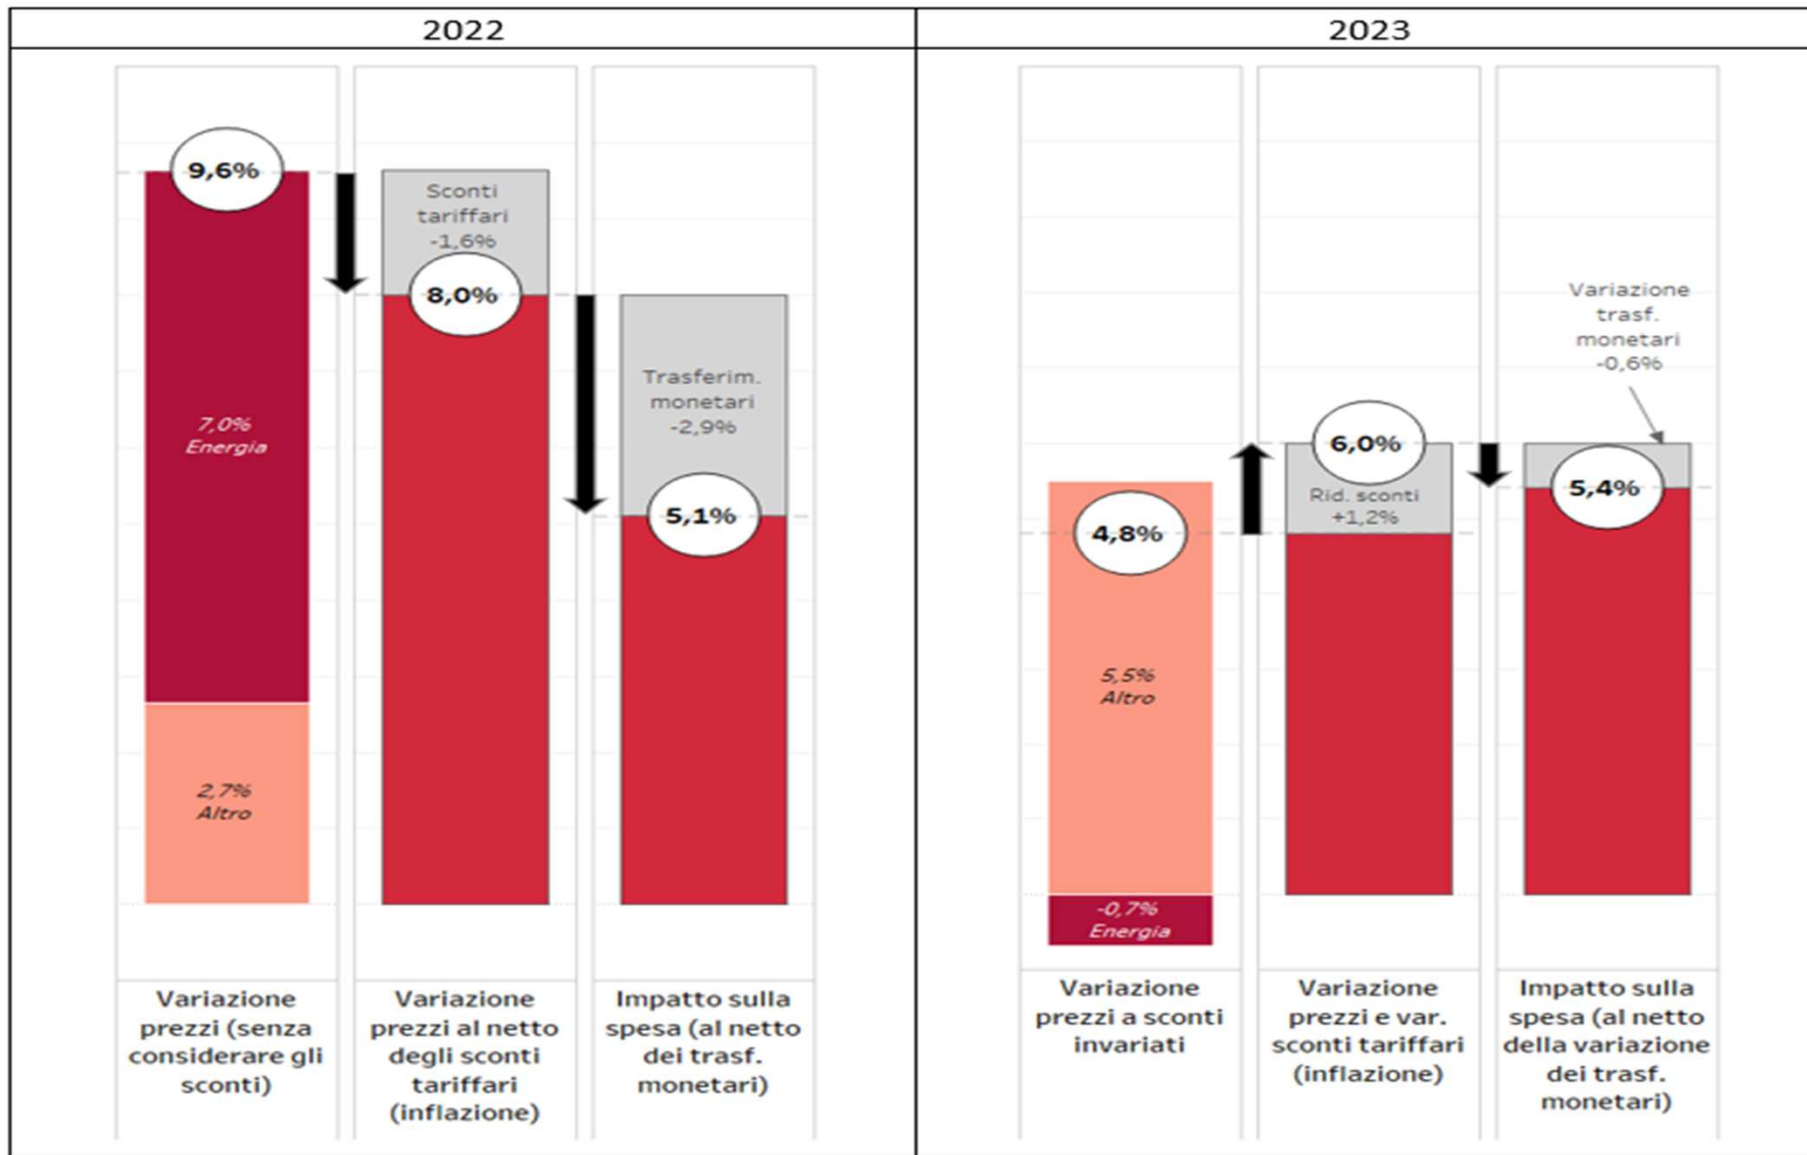 2022
9,6%
7,0%
Energia
2,7%
Altro
Sconti
tariffari
-1,6%
8,0%
Trasferim.
monetari
-2,9%
5,1%
Variazione
prezzi (senza
considerare gli
sconti)
Variazione
prezzi al netto
degli sconti
tariffari
(inflazione)
Impatto sulla
spesa (al netto
dei trasf.
monetari)
2023
4,8%
5,5%
Altro
-0,7%
Energia
6,0%
Rid. sconti
+1,2%
Variazione
trasf.
monetari
-0,6%
5,4%
Variazione
prezzi a sconti
invariati
Variazione
prezzi e var.
sconti tariffari
(inflazione)
Impatto sulla
spesa (al netto
della variazione
dei trasf.
monetari)